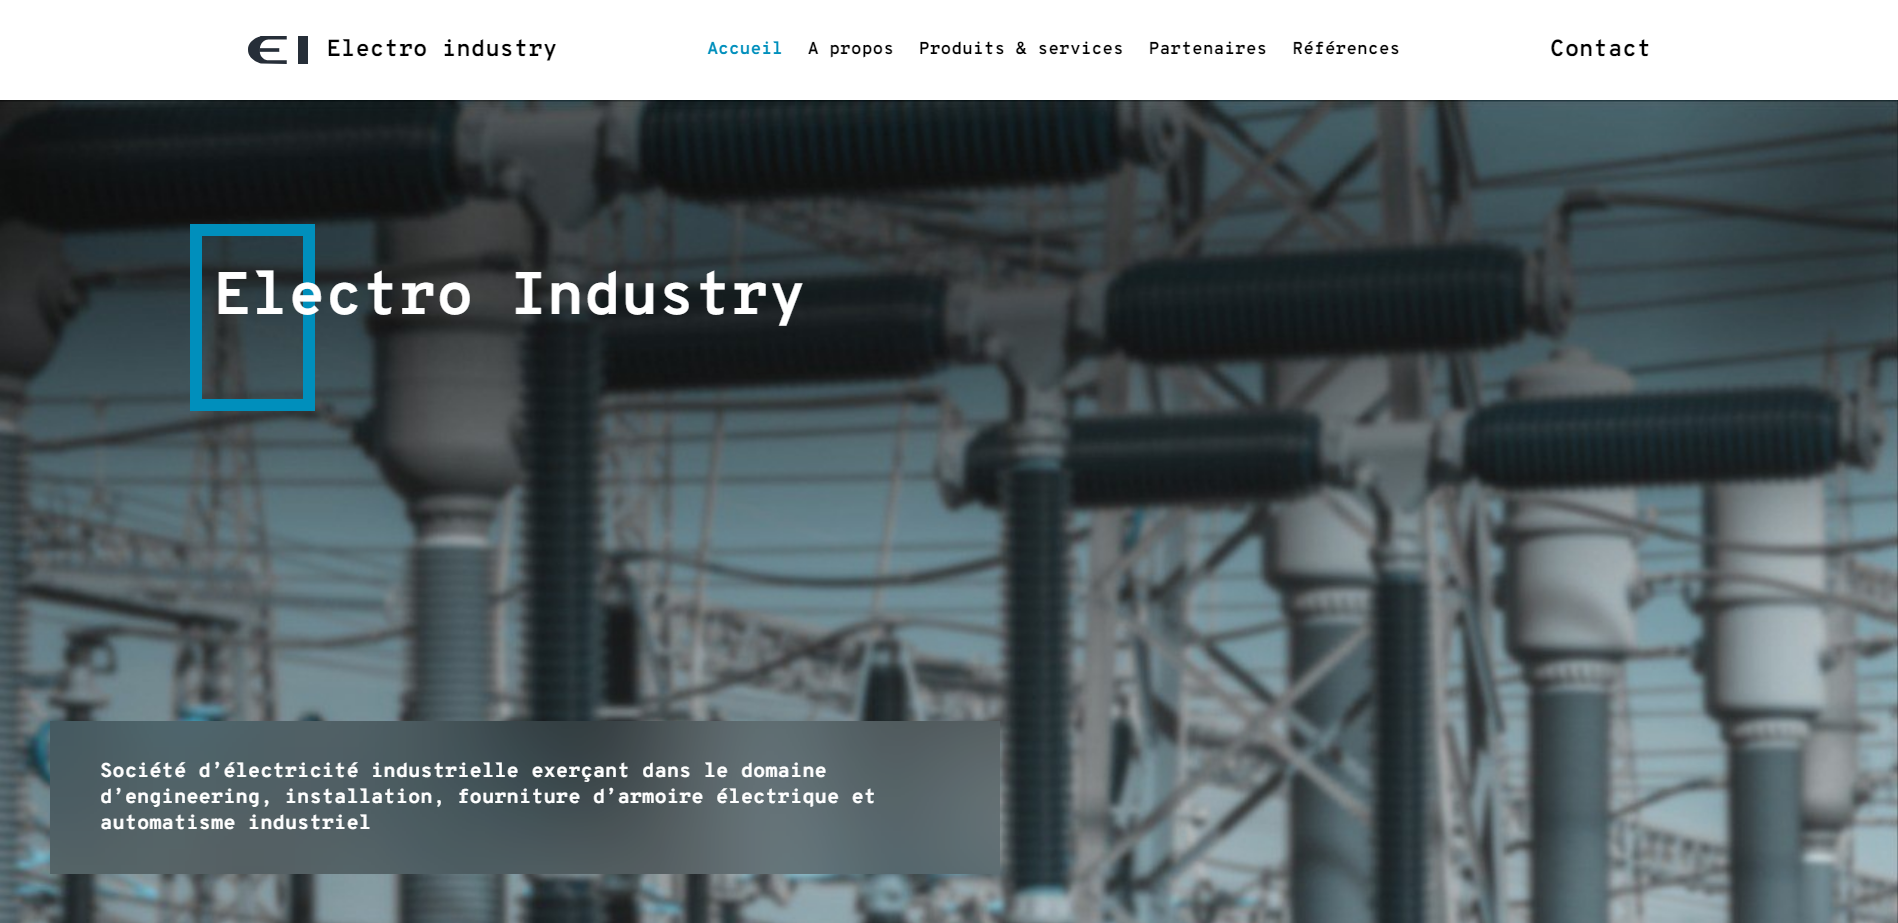 EI Electro industry
Accueil A propos Produits & services Partenaires Références
Contact
Electro Industry
Société d’électricité industrielle exerçant dans le domaine
d’engineering, installation, fourniture d’armoire électrique et
automatisme industriel